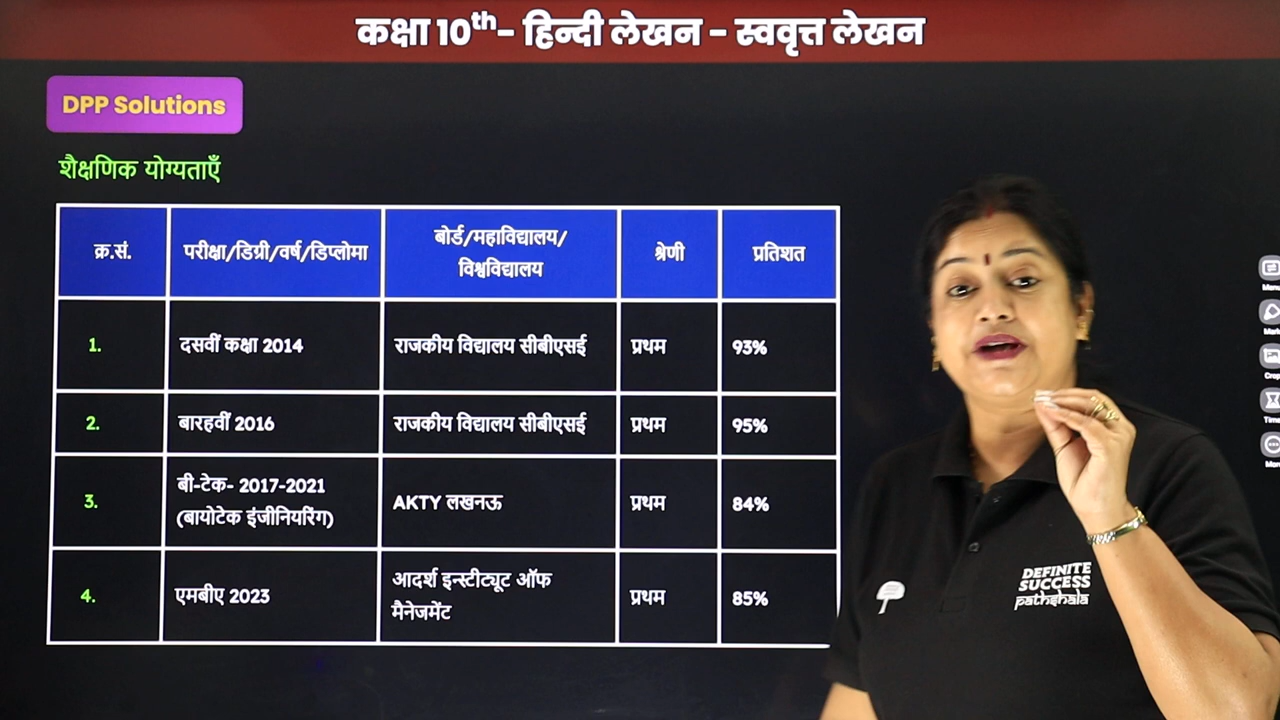 कक्षा 10th- हिन्दी लेखन - स्ववृत्त लेखन
DPP Solutions
शैक्षणिक योग्यताएँ
क्र.सं. परीक्षा/डिग्री/वर्ष/डिप्लोमा बोर्ड/महाविद्यालय/ श्रेणी प्रतिशत
विश्वविद्यालय
1. दसवीं कक्षा 2014 राजकीय विद्यालय सीबीएसई प्रथम 93%
2. बारहवीं 2016 राजकीय विद्यालय सीबीएसई प्रथम 95%
3. बी-टेक- 2017-2021 AKTY लखनऊ प्रथम 84%
(बायोटेक इंजीनियरिंग)
4. एमबीए 2023 आदर्श इन्स्टीट्यूट ऑफ प्रथम 85%
मैनेजमेंट
DEFINITE
SUCCESS
pathshala